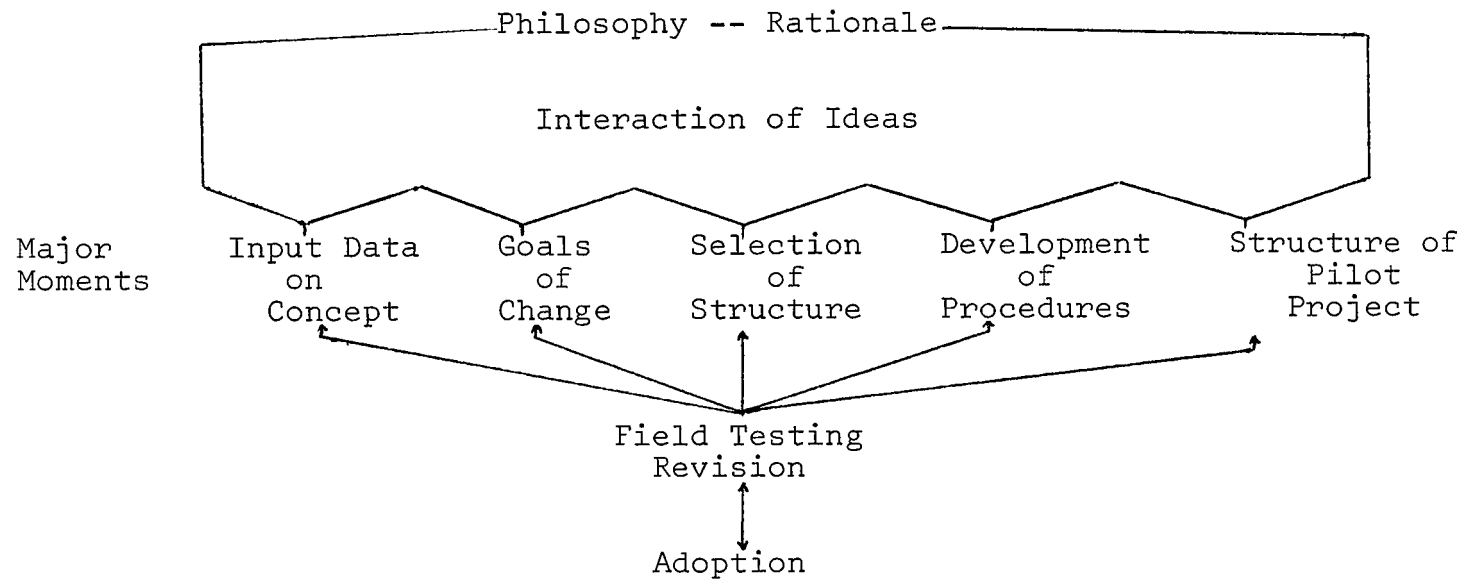 Philosophy -- Rationale
Interaction of Ideas
Major
Moments
Input Data
on
Concept
Goals
of
Change
Selection
of
Structure
Development
of
Procedures
Structure of
Pilot
Project
Field Testing
Revision
Adoption